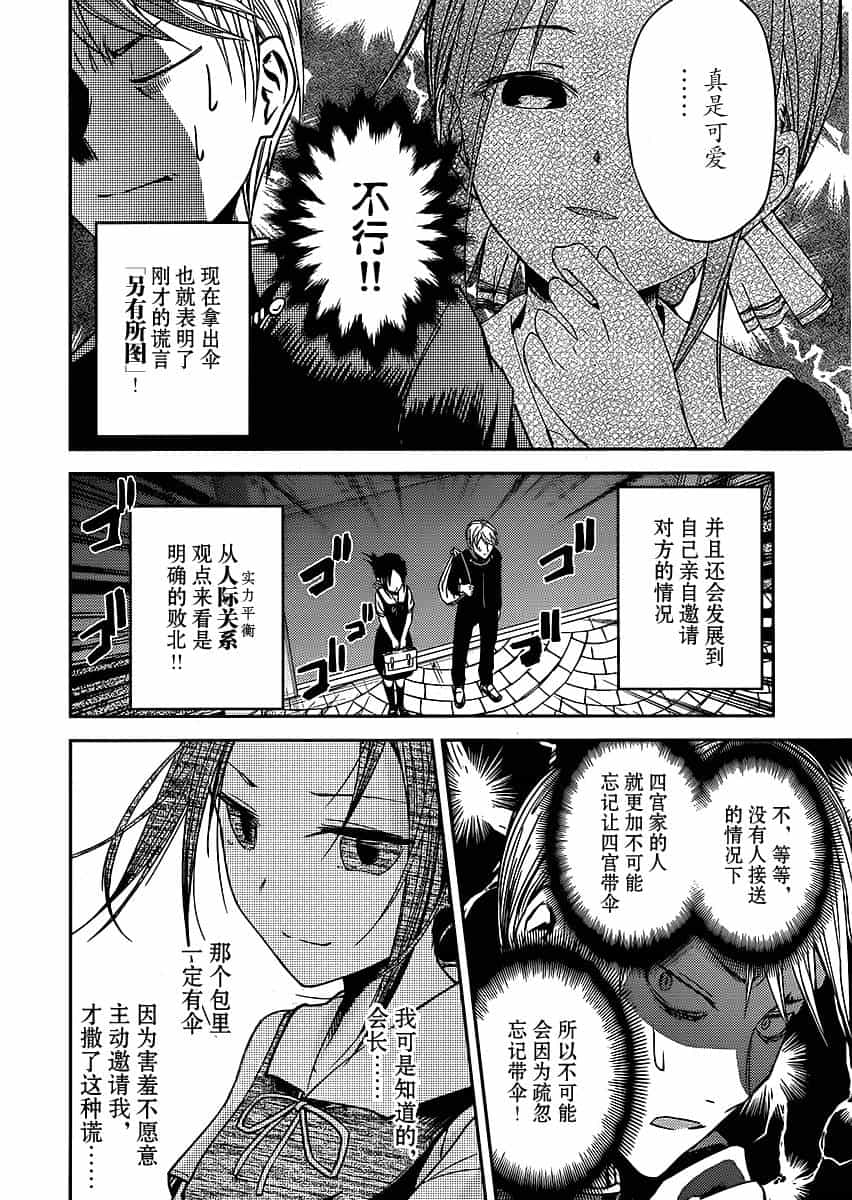 ……
真是可爱
不行!!
现在拿出伞
也就表明了
刚才的谎言
「另有所图」!
并且还会发展到
自己亲自邀请
对方的情况
从人际关系
实力平衡
观点来看是
明确的败北!!
ゴ
ゴ
ゴ
ゴ
ゴ
不，等等，
没有人接送
的情况下
四宫家的人
就更加不可能
忘记让四宫带伞
所以不可能
会因为疏忽
忘记带伞!
我可是知道的，
会长……
那个包里
一定有伞
因为害羞不愿意
主动邀请我，
才撒了这种谎……